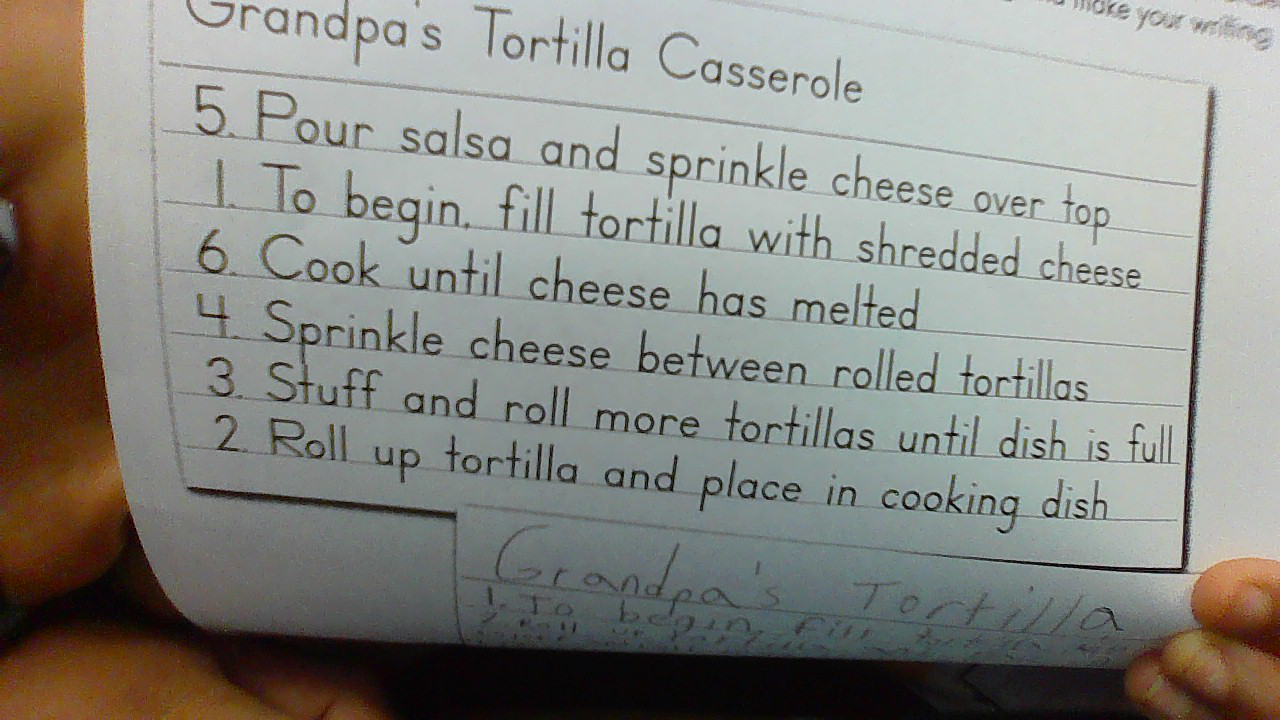 make your writing
Grandpa's Tortilla Casserole
5. Pour salsa and sprinkle cheese over top
1. To begin, fill tortilla with shredded cheese
6. Cook until cheese has melted
4. Sprinkle cheese between rolled tortillas
3. Stuff and roll more tortillas until dish is full
2. Roll up tortilla and place in cooking dish
Grandpa's Tortilla
1. To begin, fill
2. Roll up